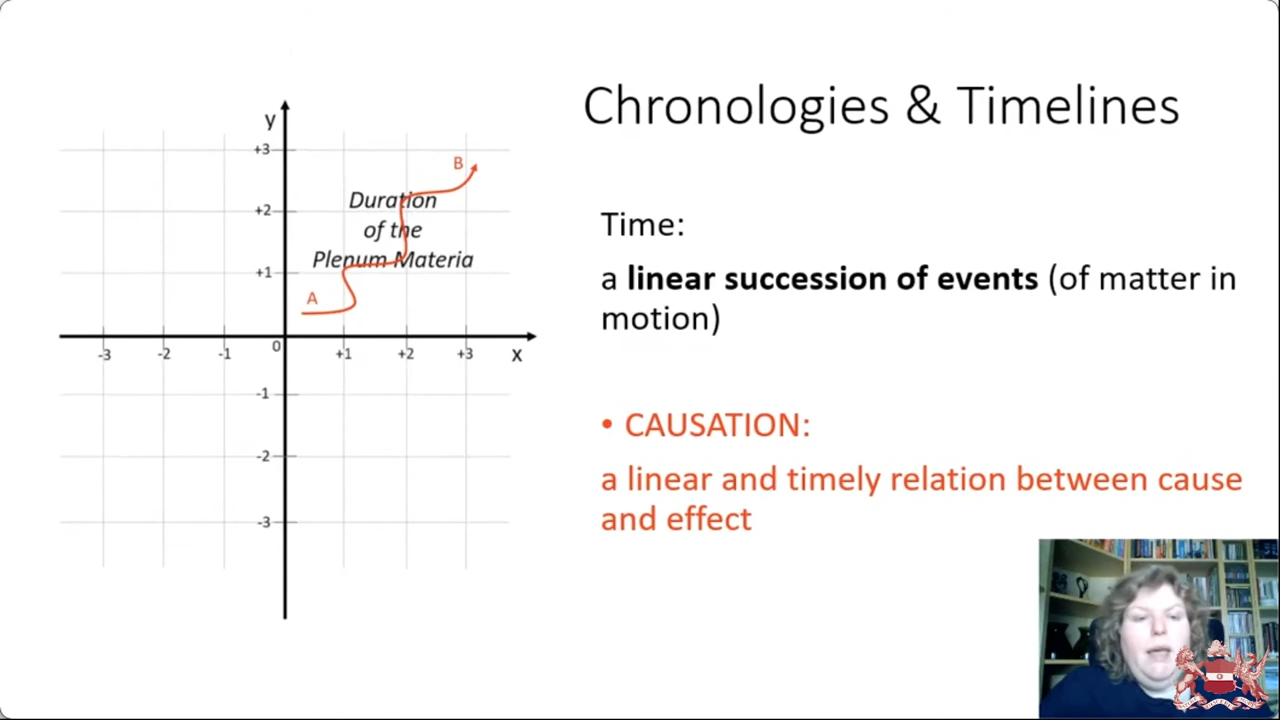 Chronologies & Timelines
y
+3
B
Duration
+2
of the
Plenum Materia
+1
A
0
-3
-2
-1
+1
+2
+3
x
-1
-2
-3
Time:
a linear succession of events (of matter in
motion)
• CAUSATION:
a linear and timely relation between cause
and effect